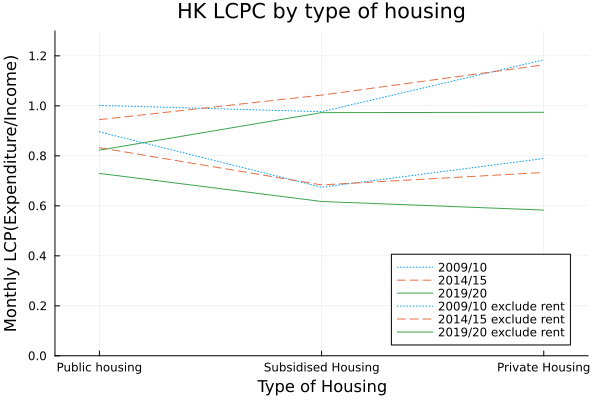 HK LCPC by type of housing
Monthly LCP(Expenditure/Income)
1.2
1.0
0.8
0.6
0.4
0.2
0.0
2009/10
2014/15
2019/20
2009/10 exclude rent
2014/15 exclude rent
2019/20 exclude rent
Public housing
Subsidised Housing
Private Housing
Type of Housing